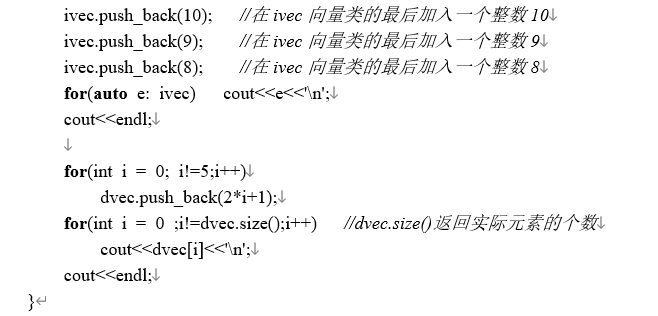 ivec.push_back(10); //在 ivec 向量类的最后加入一个整数 10↓
ivec.push_back(9); //在 ivec 向量类的最后加入一个整数 9↓
ivec.push_back(8); //在 ivec 向量类的最后加入一个整数 8↓
for(auto e: ivec) cout<<e<<'\n';↓
cout<<endl;↓
↓
for(int i = 0; i!=5;i++)↓
dvec.push_back(2*i+1);↓
for(int i = 0 ;i!=dvec.size();i++) //dvec.size()返回实际元素的个数↓
cout<<dvec[i]<<'\n';↓
cout<<endl;↓
}↵